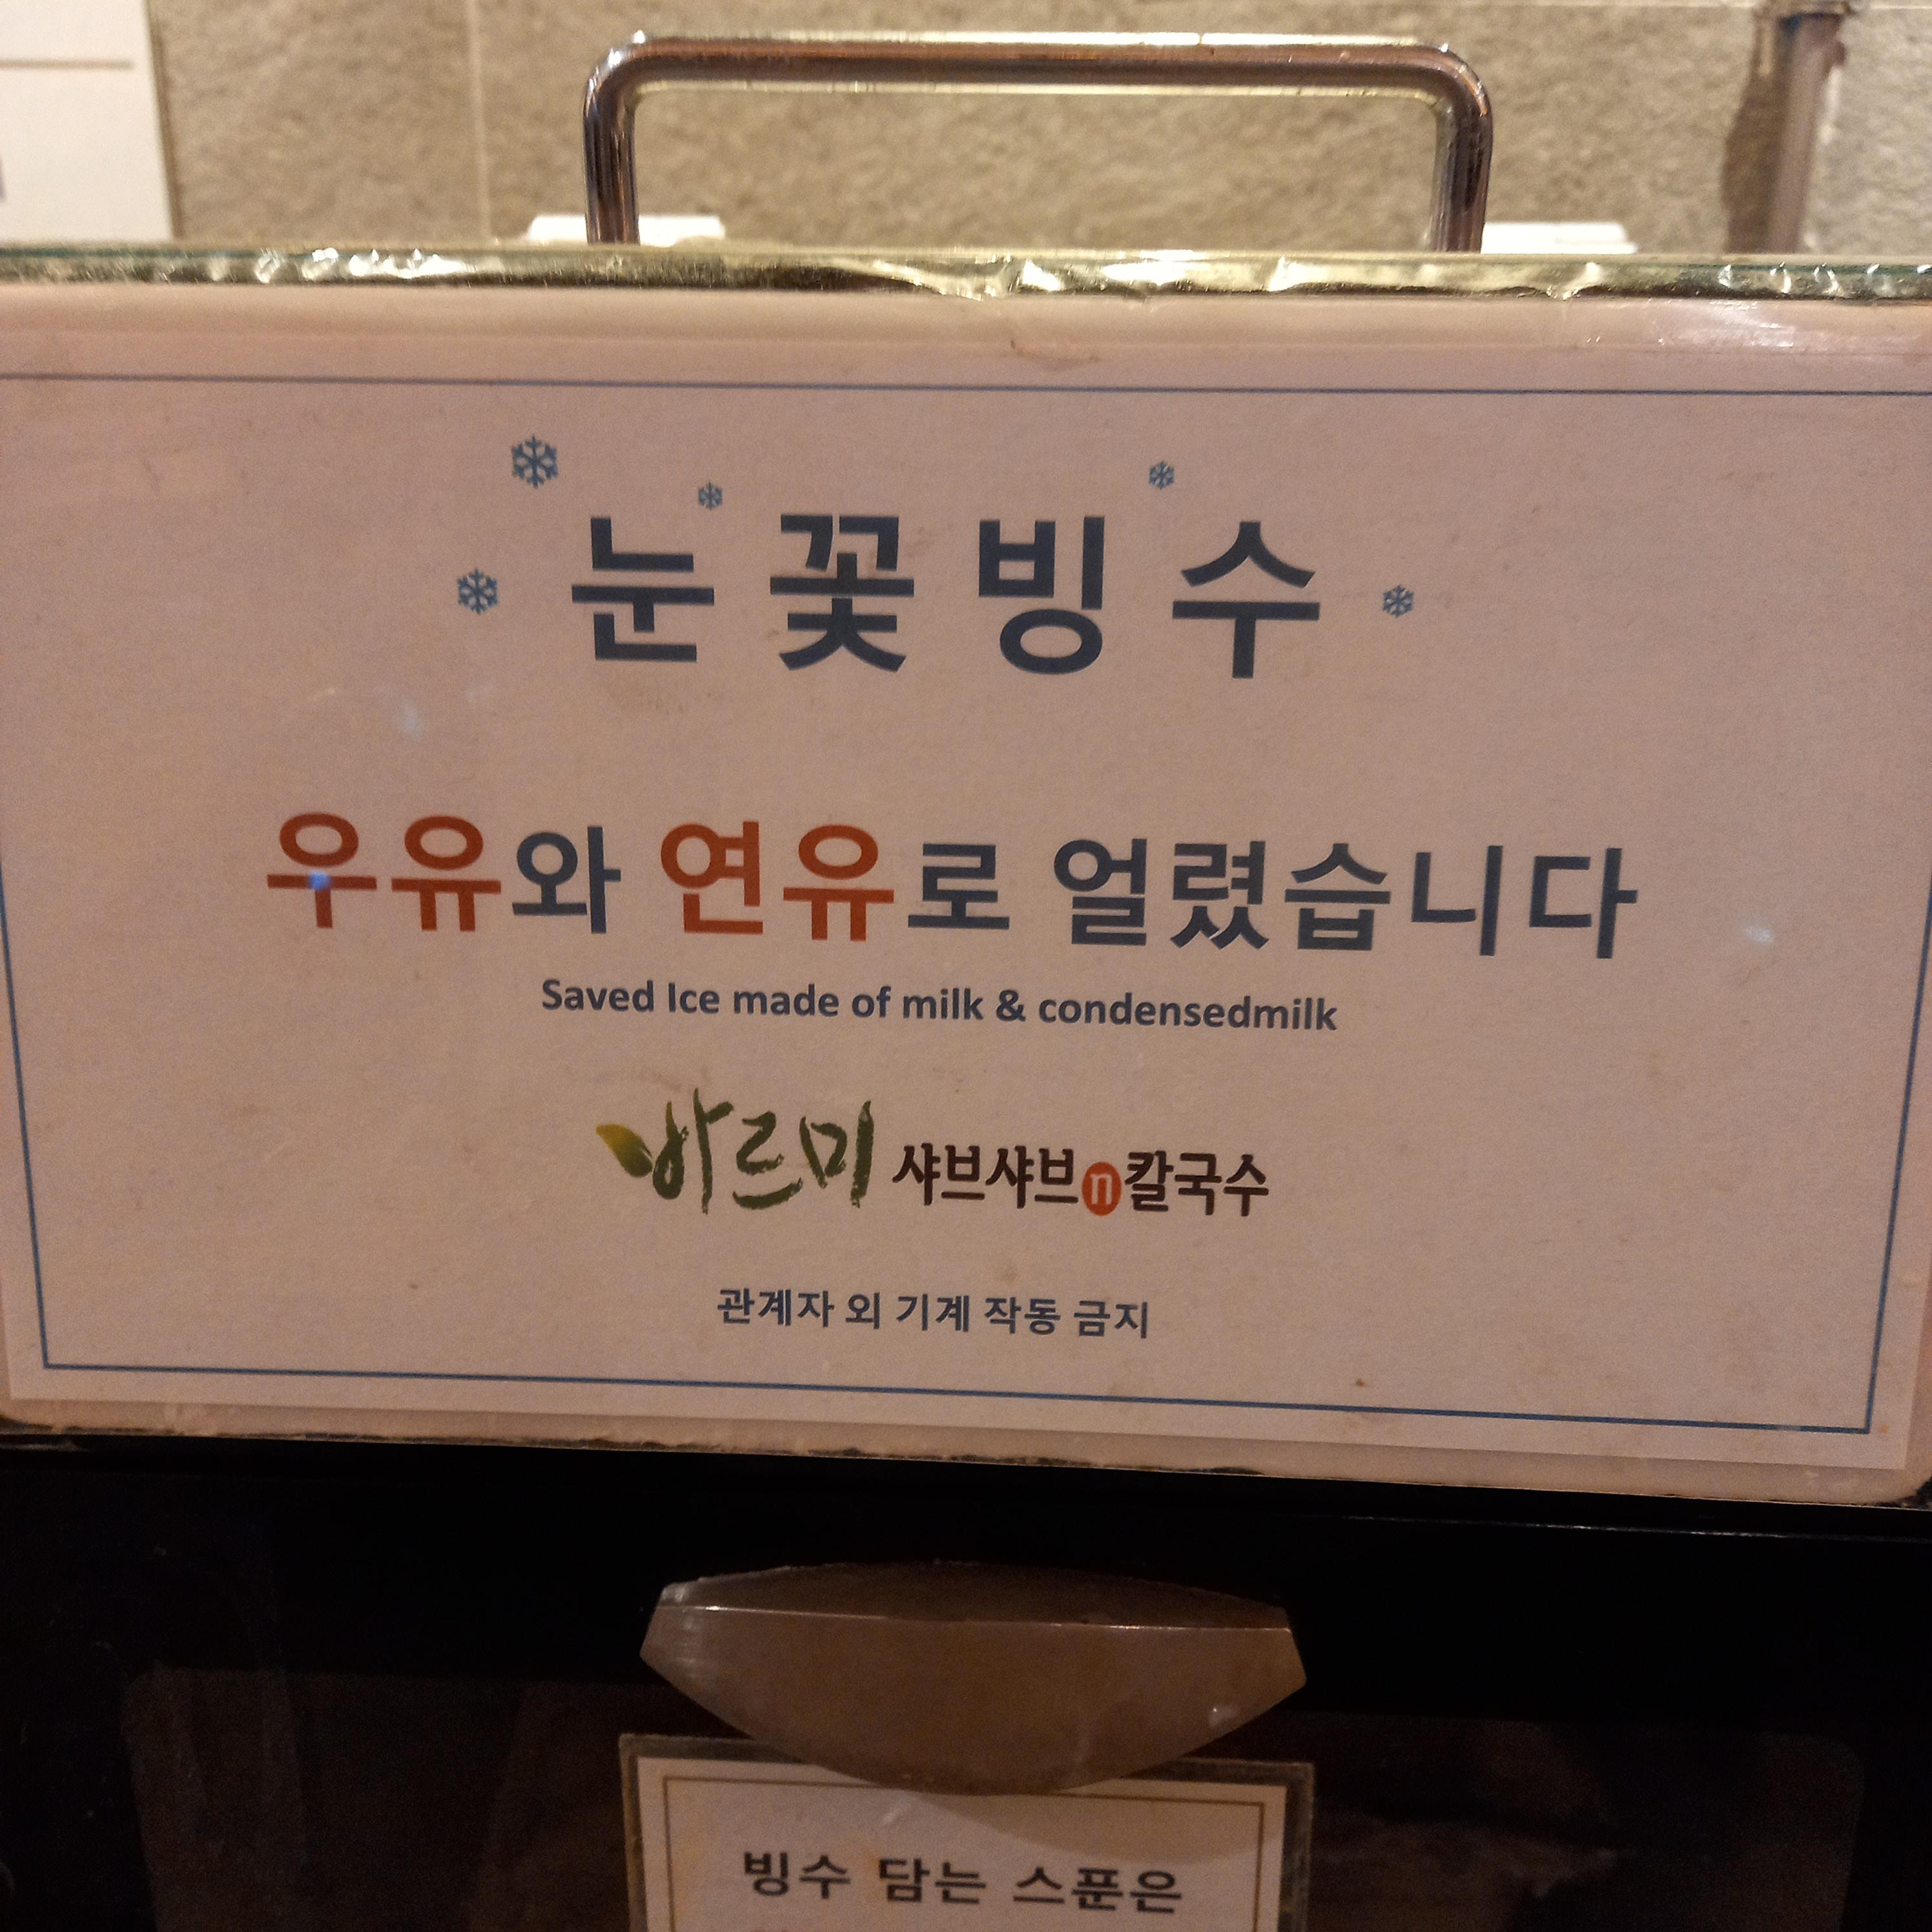 눈꽃빙수
우유와 연유로 얼렸습니다
Saved Ice made of milk & condensedmilk
바르미 샤브샤브n칼국수
관계자 외 기계 작동 금지
빙수 담는 스푼은